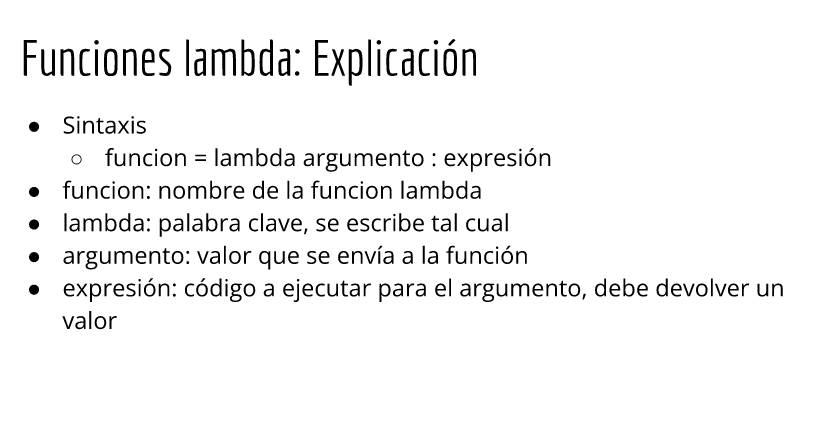 Funciones lambda: Explicación
● Sintaxis
○ funcion = lambda argumento : expresión
● funcion: nombre de la funcion lambda
● lambda: palabra clave, se escribe tal cual
● argumento: valor que se envía a la función
● expresión: código a ejecutar para el argumento, debe devolver un
valor